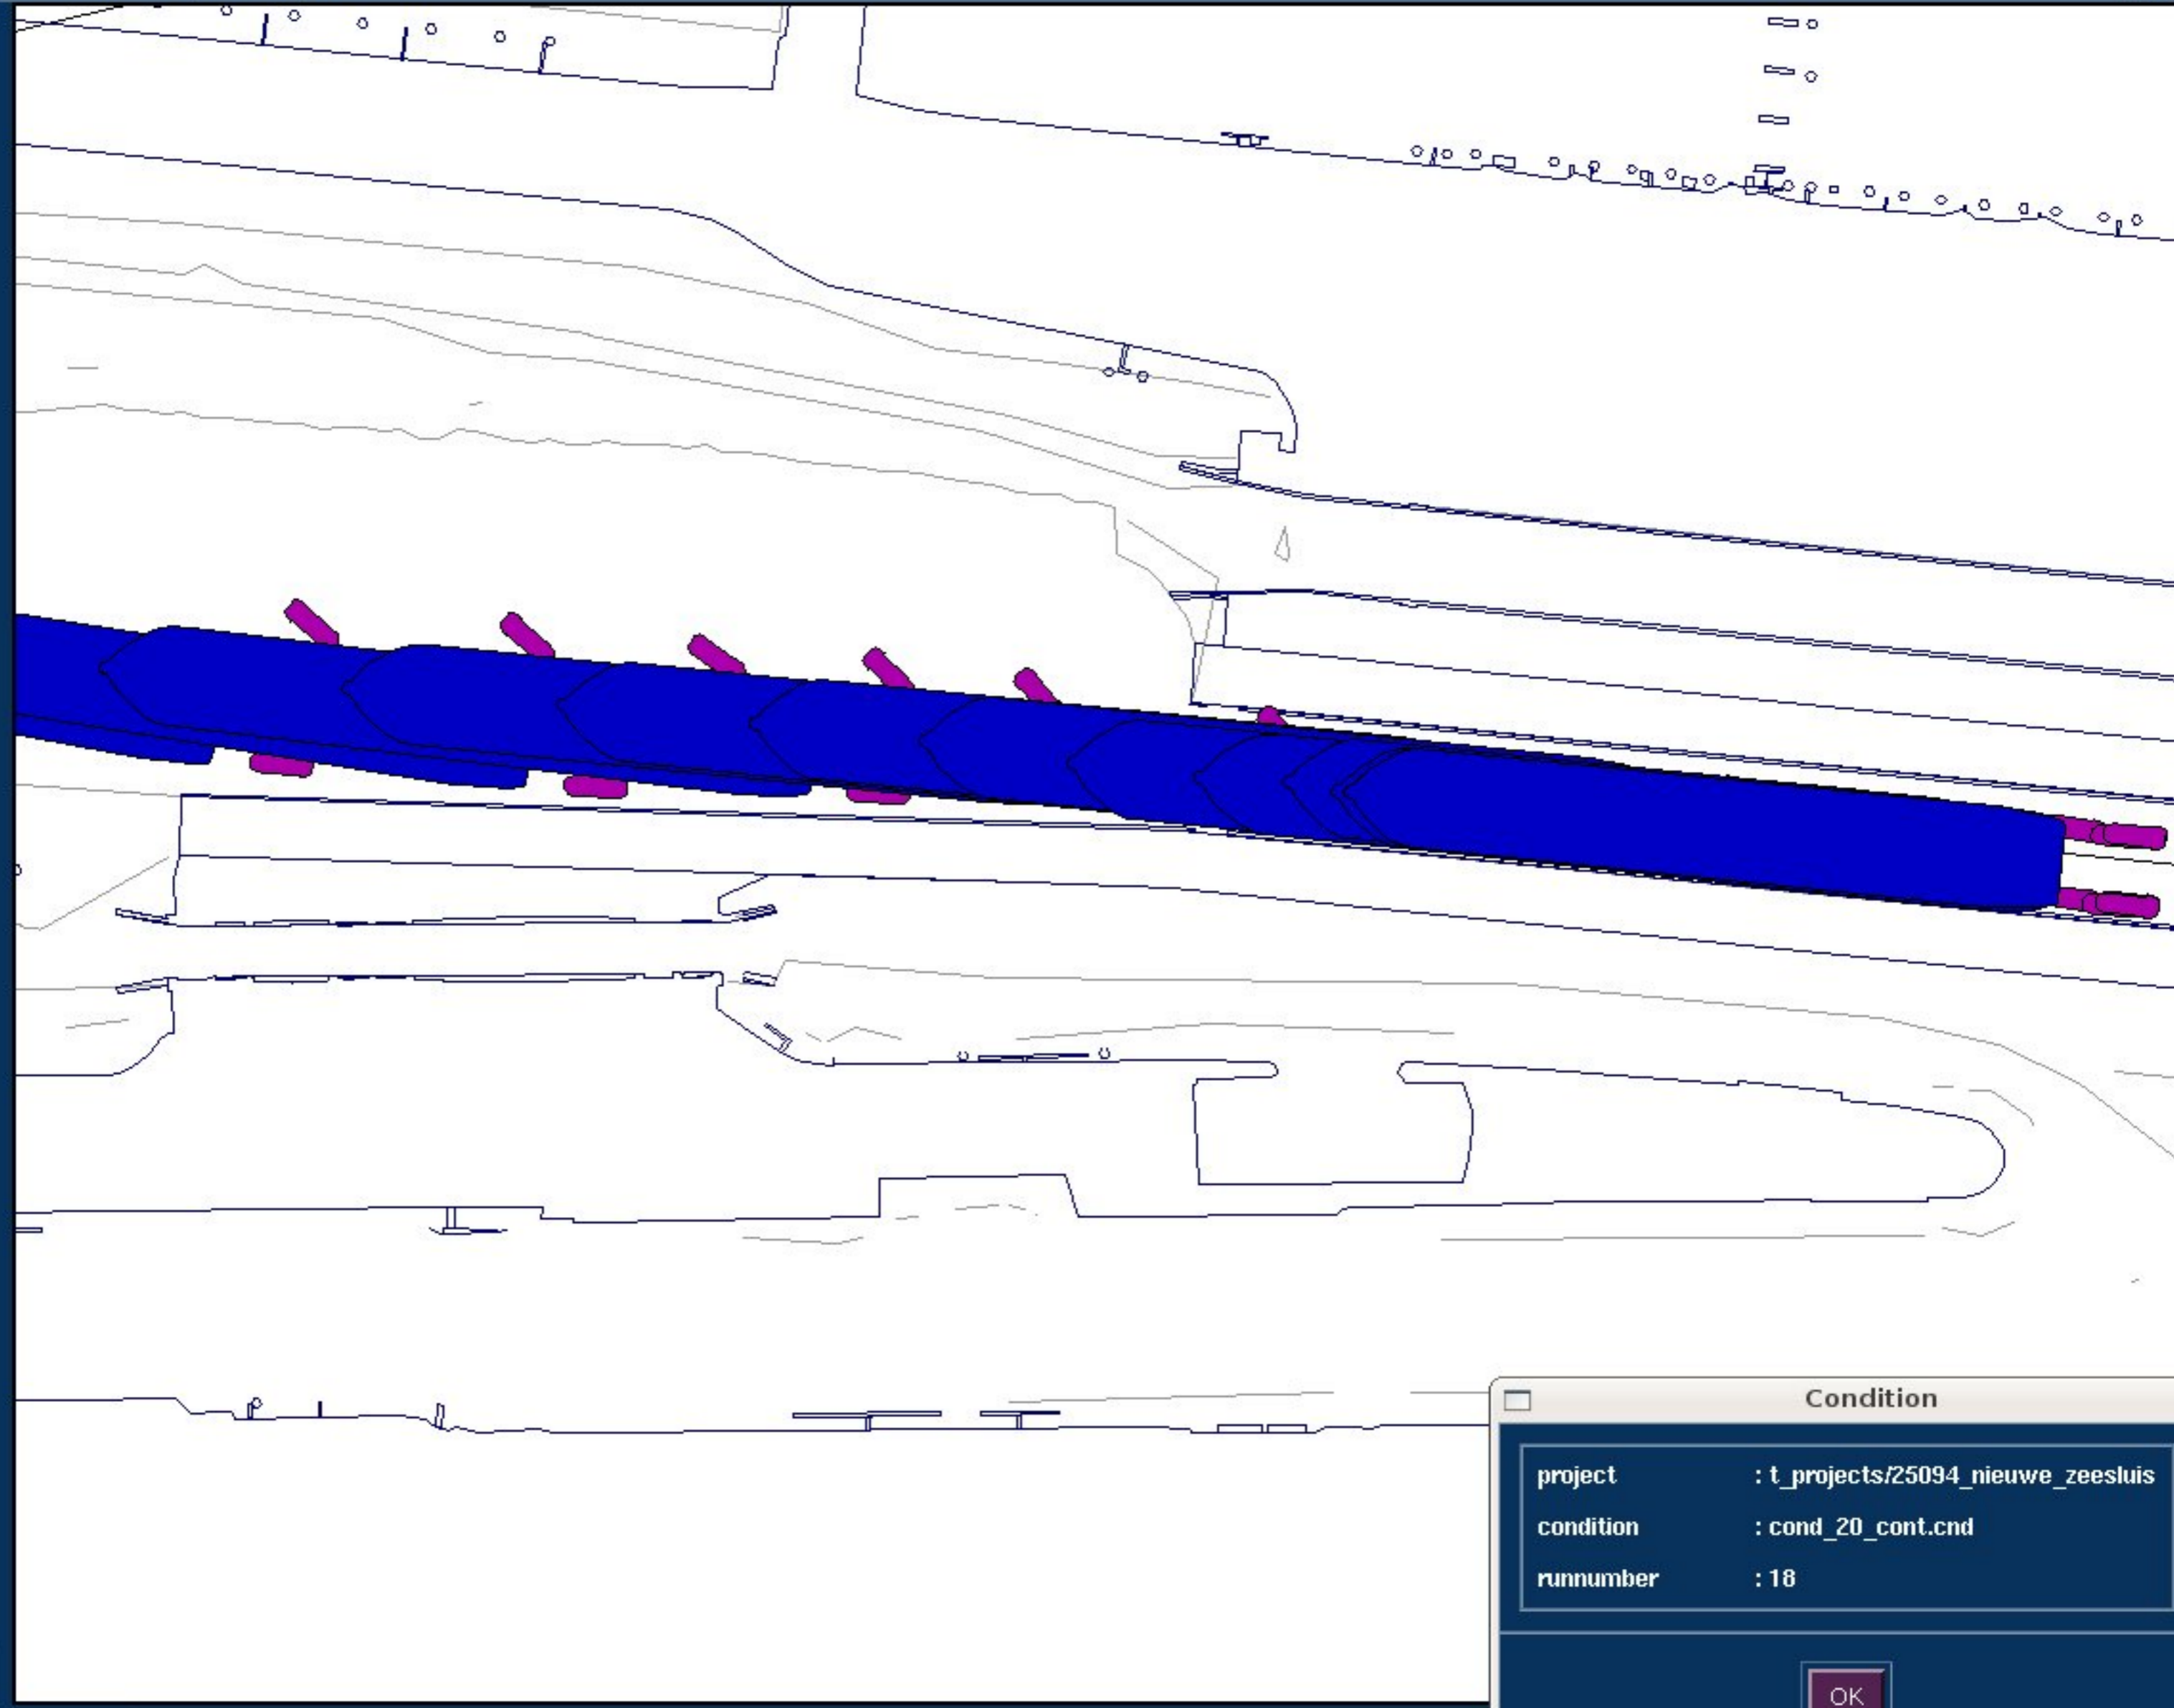 Condition
project : t_projects/25094_nieuwe_zeesluis
condition : cond_20_cont.cnd
runnumber : 18
OK